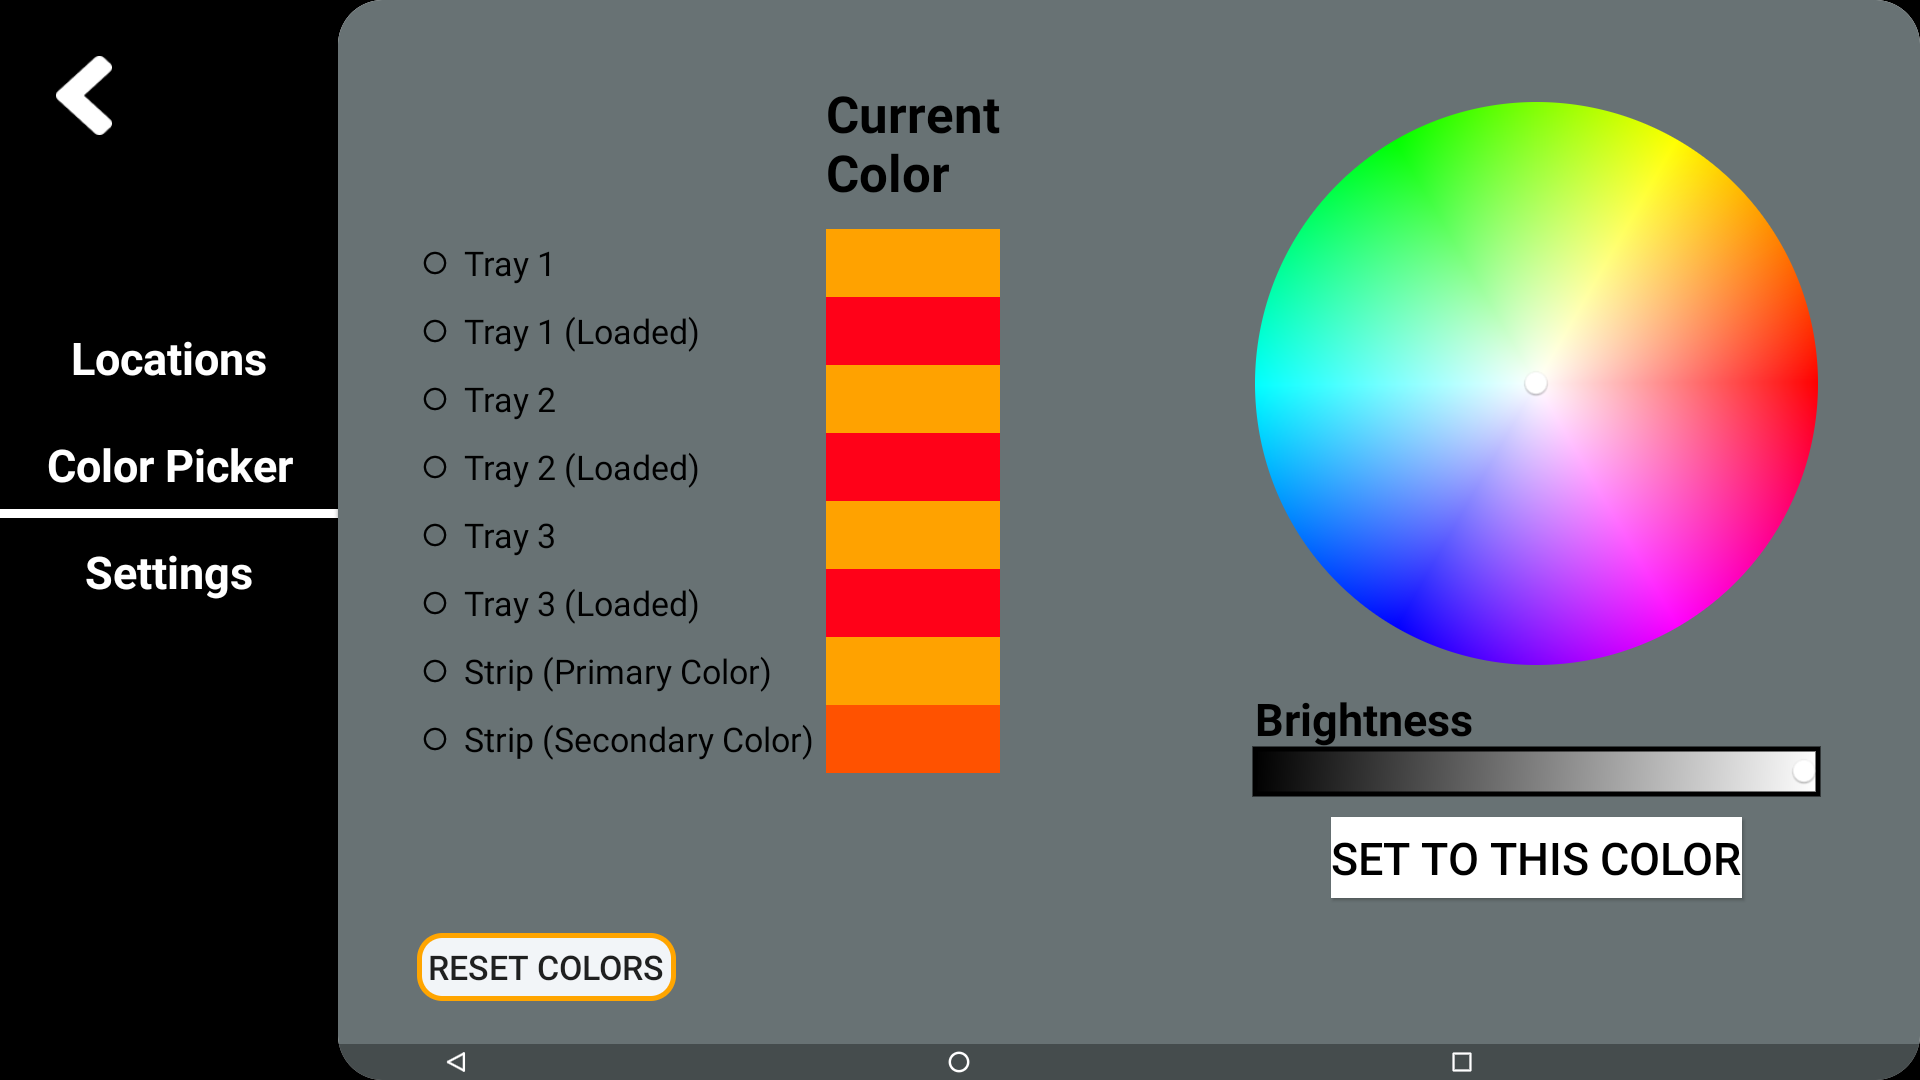 Locations
Color Picker
Settings
Current
Color
Tray 1
Tray 1 (Loaded)
Tray 2
Tray 2 (Loaded)
Tray 3
Tray 3 (Loaded)
Strip (Primary Color)
Strip (Secondary Color)
RESET COLORS
Brightness
SET TO THIS COLOR